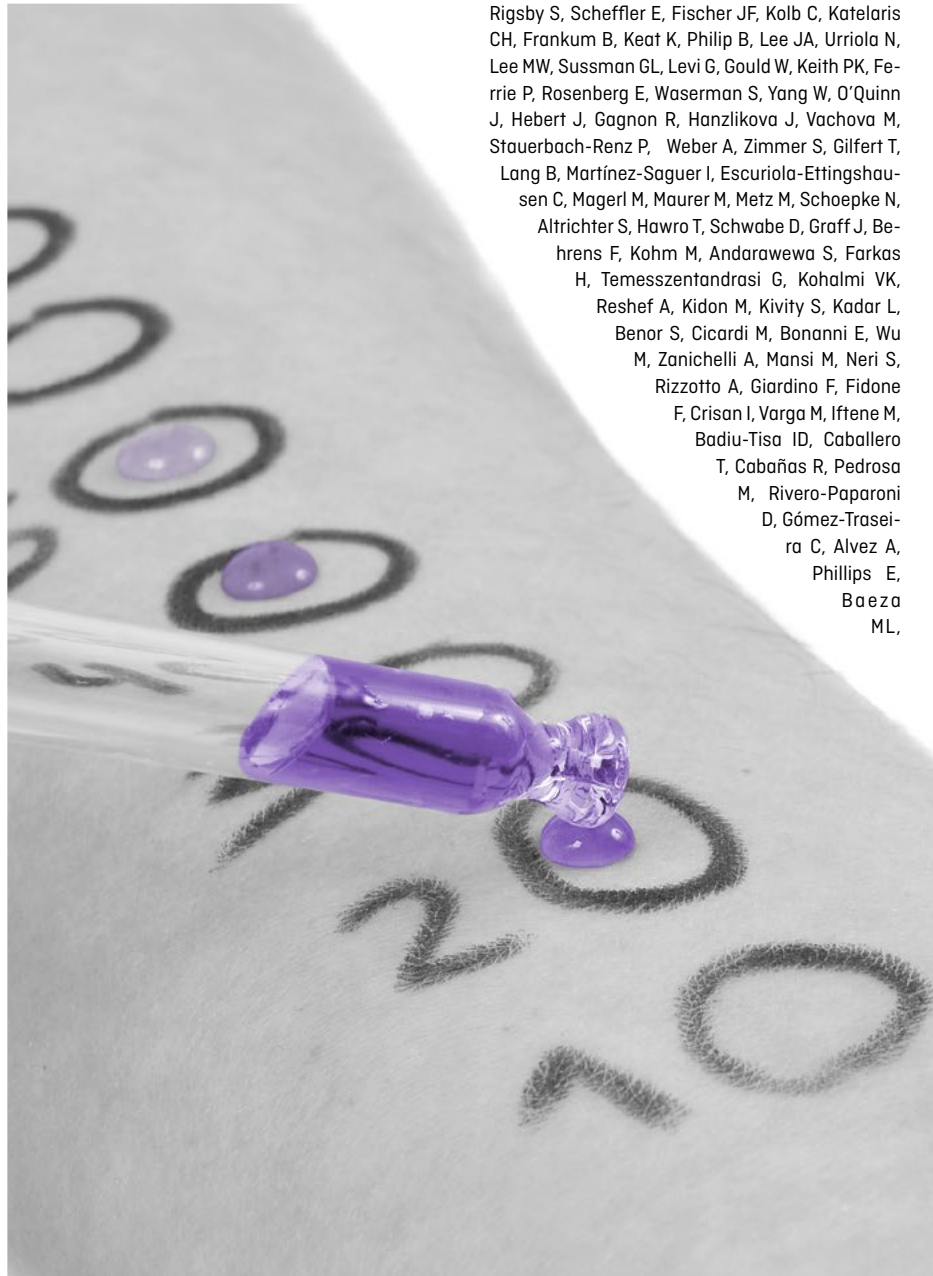 Rigsby S, Scheffler E, Fischer JF, Kolb C, Katelaris
CH, Frankum B, Keat K, Philip B, Lee JA, Urriola N,
Lee MW, Sussman GL, Levi G, Gould W, Keith PK, Fe-
rrie P, Rosenberg E, Waserman S, Yang W, O’Quinn
J, Hebert J, Gagnon R, Hanzlikova J, Vachova M,
Stauerbach-Renz P, Weber A, Zimmer S, Gilfert T,
Lang B, Martínez-Saguer I, Escuriola-Ettingshau-
sen C, Magerl M, Maurer M, Metz M, Schoepke N,
Altrichter S, Hawro T, Schwabe D, Graff J, Be-
hrens F, Kohm M, Andarawewa S, Farkas
H, Temesszentandrasi G, Kohalmi VK,
Reshef A, Kidon M, Kivity S, Kadar L,
Benor S, Cicardi M, Bonanni E, Wu
M, Zanichelli A, Mansi M, Neri S,
Rizzotto A, Giardino F, Fidone
F, Crisan I, Varga M, Iftene M,
Badiu-Tisa ID, Caballero
T, Cabañas R, Pedrosa
M, Rivero-Paparoni
D, Gómez-Trasei-
ra C, Alvez A,
Phillips E,
Baeza
ML,
2
1